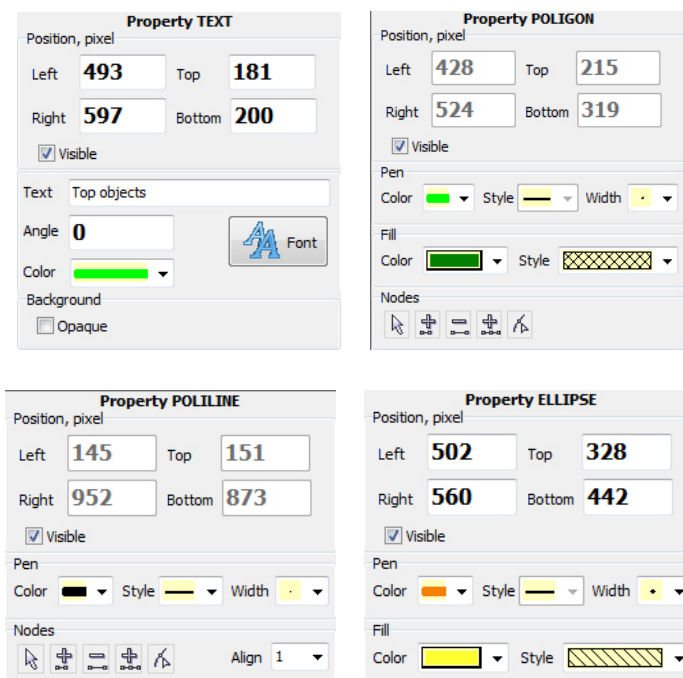 Property TEXT
Position, pixel
Left 493 Top 181
Right 597 Bottom 200
Visible
Text Top objects
Angle 0
Font
Color
Background
Opaque
Property POLIGON
Position, pixel
Left 428 Top 215
Right 524 Bottom 319
Visible
Pen
Color Style Width
Fill
Color Style
Nodes
Property POLILINE
Position, pixel
Left 145 Top 151
Right 952 Bottom 873
Visible
Pen
Color Style Width
Nodes
Align 1
Property ELLIPSE
Position, pixel
Left 502 Top 328
Right 560 Bottom 442
Visible
Pen
Color Style Width
Fill
Color Style